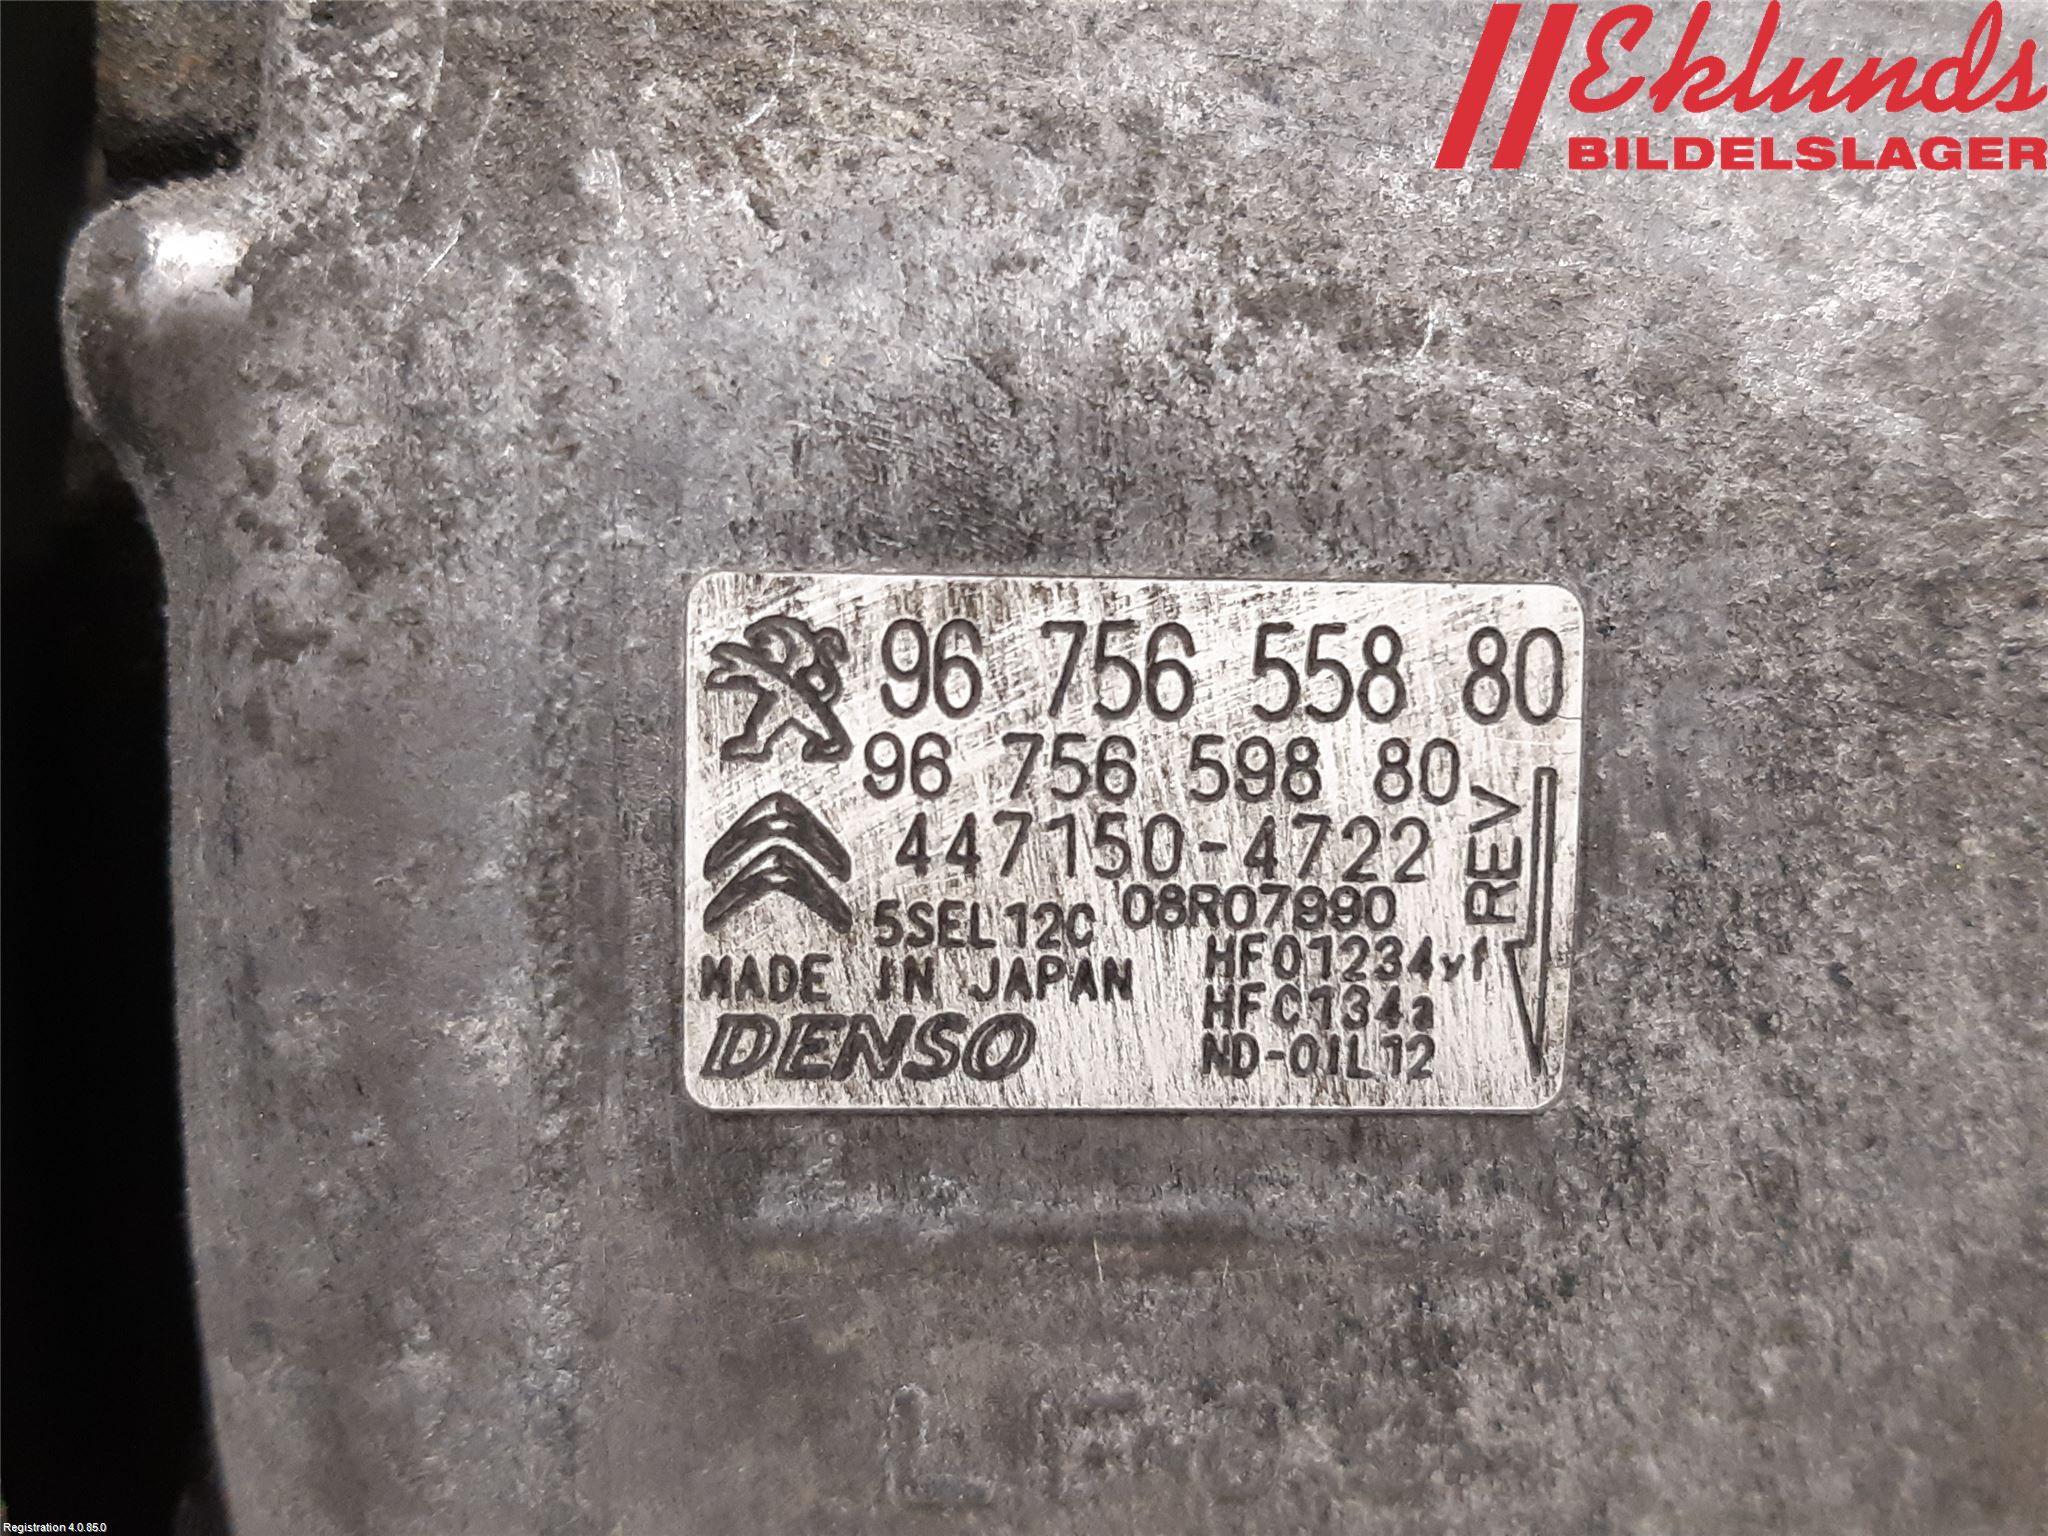 Eklunds
BILDELSLAGER
96 756 558 80
96 756 598 80
447150-4722
REV
5SEL12C 08R07990
MADE IN JAPAN HFO1234yf
HFC134a
DENSO ND-OIL12
Registration 4.0.85.0